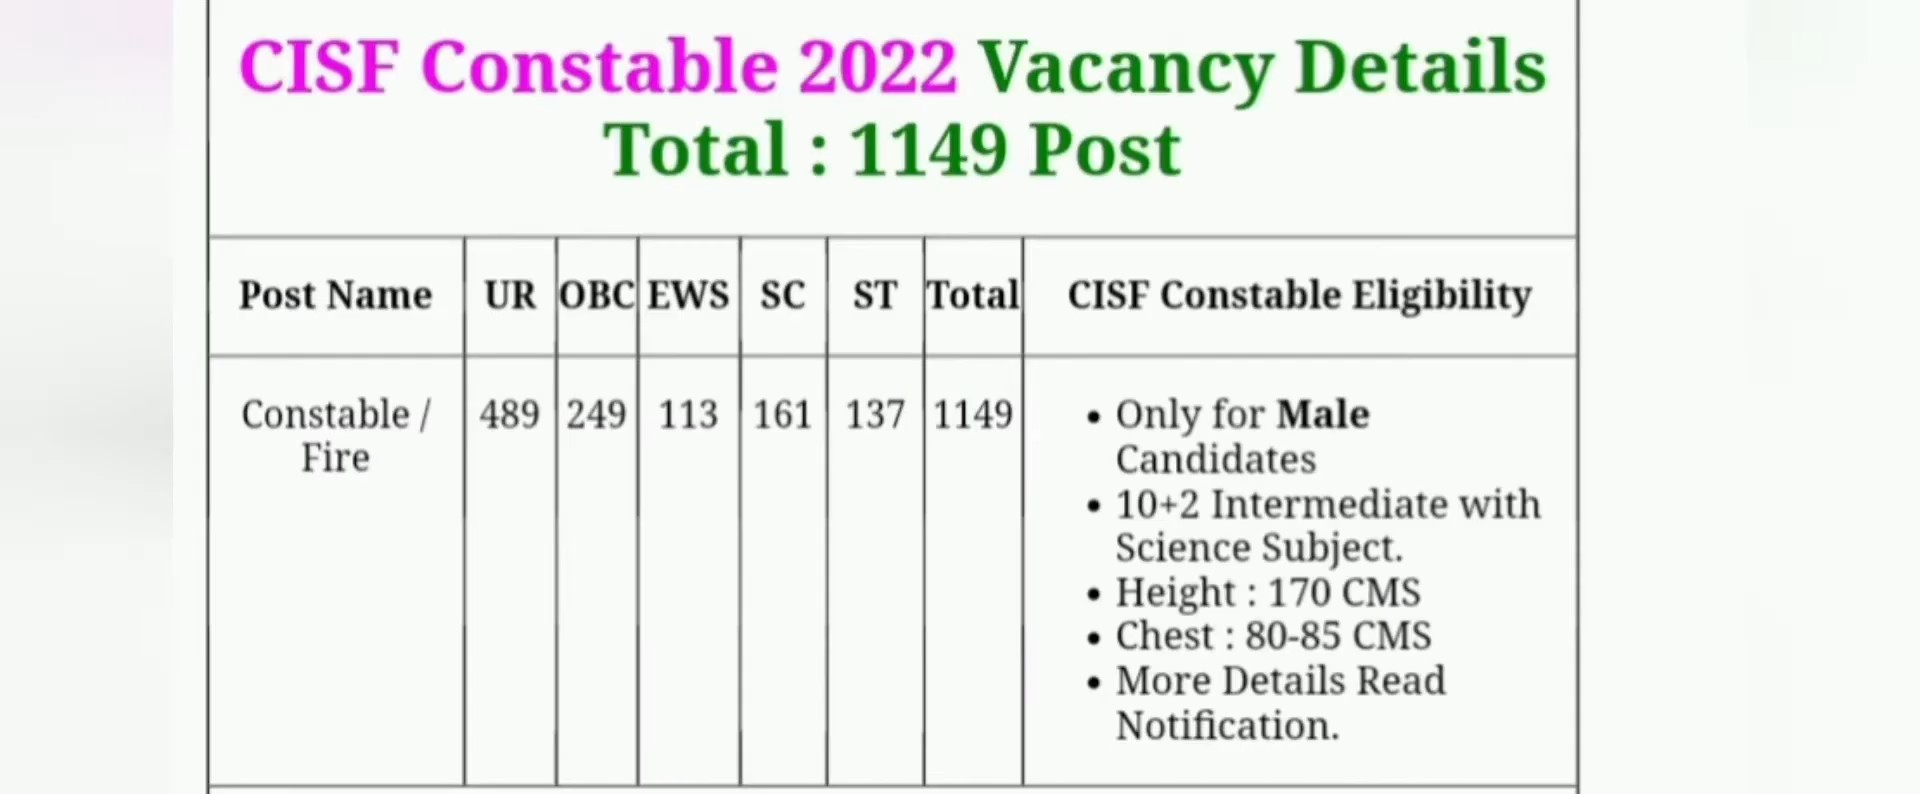 CISF Constable 2022 Vacancy Details
Total : 1149 Post
Post Name UR OBC EWS SC ST Total CISF Constable Eligibility
Constable / 489 249 113 161 137 1149
Fire
• Only for Male
Candidates
• 10+2 Intermediate with
Science Subject.
• Height : 170 CMS
• Chest : 80-85 CMS
• More Details Read
Notification.